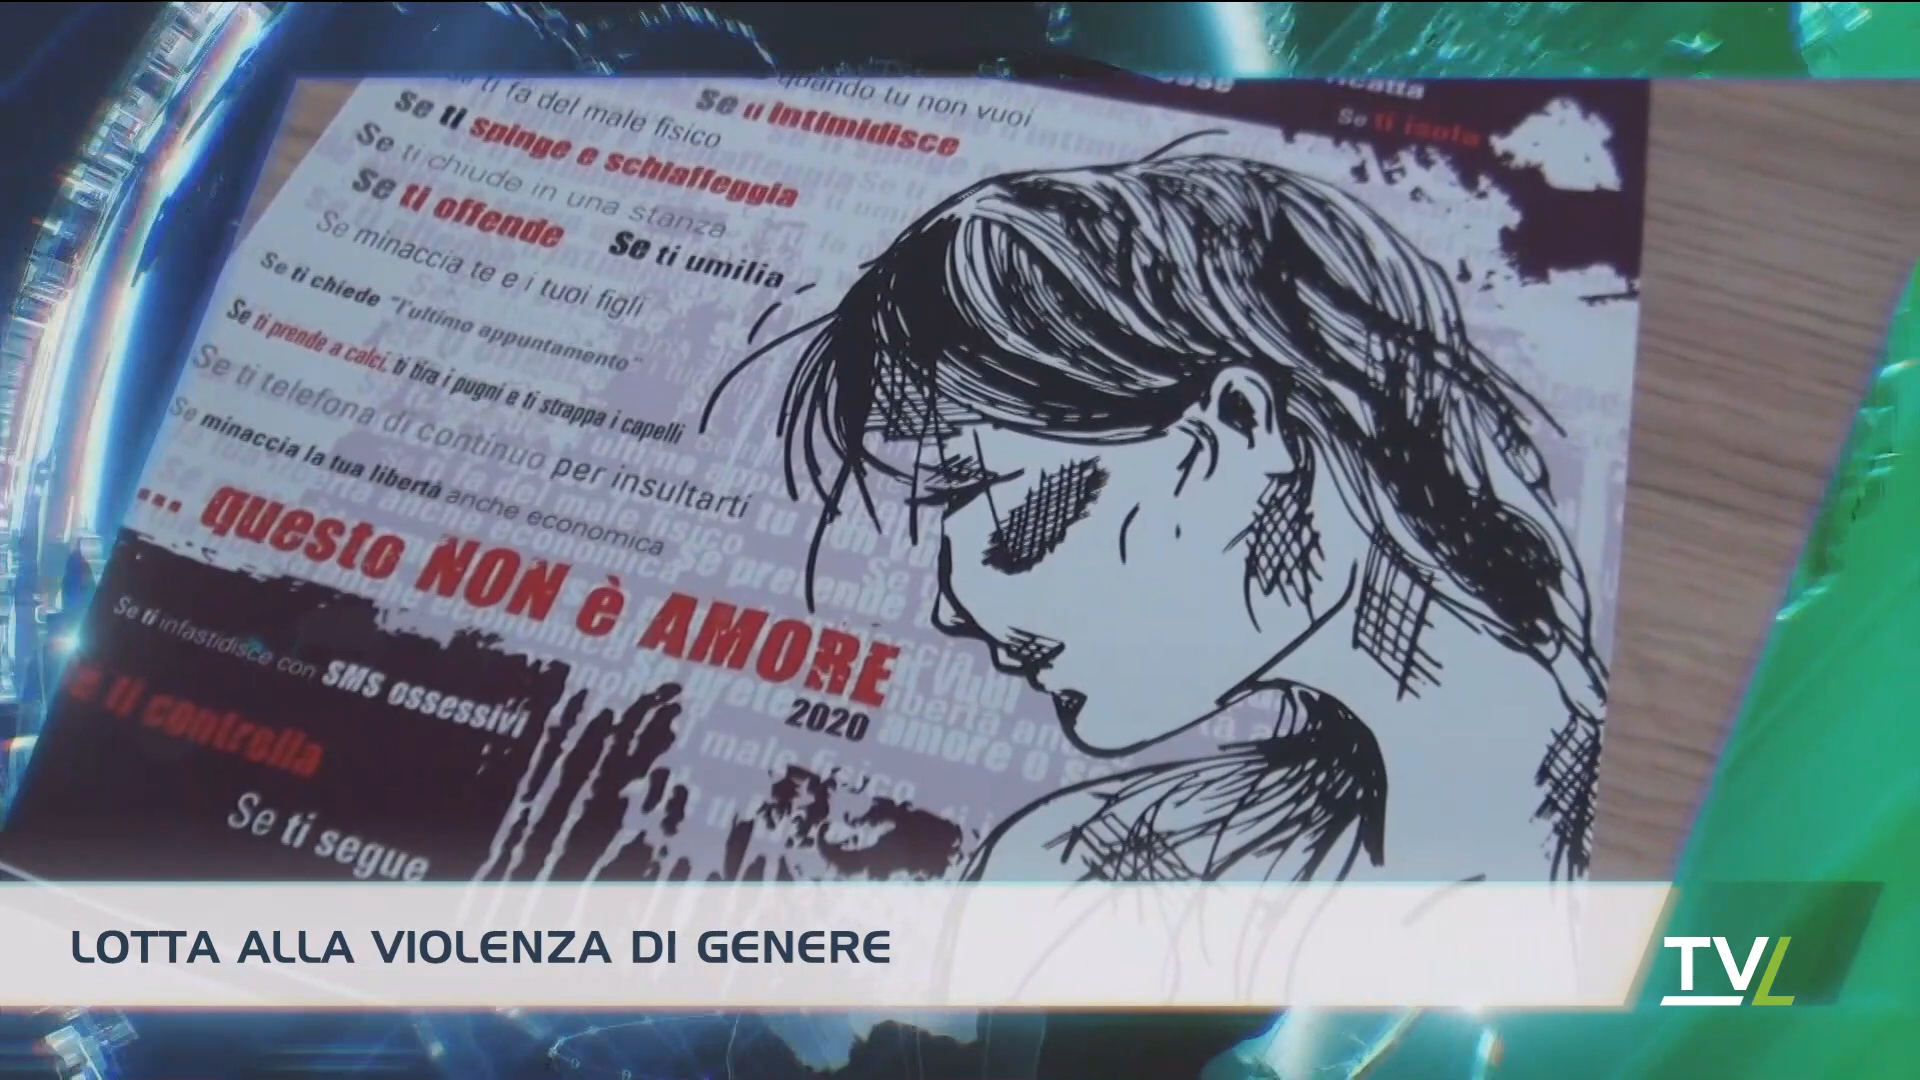 Se ti fa del male fisico
quando tu non vuoi
Se ti spinge e schiaffeggia
Se ti intimidisce
Se ti chiude in una stanza
Se ti offende
Se ti umilia
Se minaccia te e i tuoi figli
Se ti chiede "l'ultimo appuntamento"
Se ti prende a calci, ti tira i pugni e ti strappa i capelli
Se ti telefona di continuo per insultarti
Se minaccia la tua libertà anche economica
... questo NON è AMORE
2020
Se ti isola
Se ti infastidisce con SMS ossessivi
e ti controlla
Se ti segue
LOTTA ALLA VIOLENZA DI GENERE
TVL